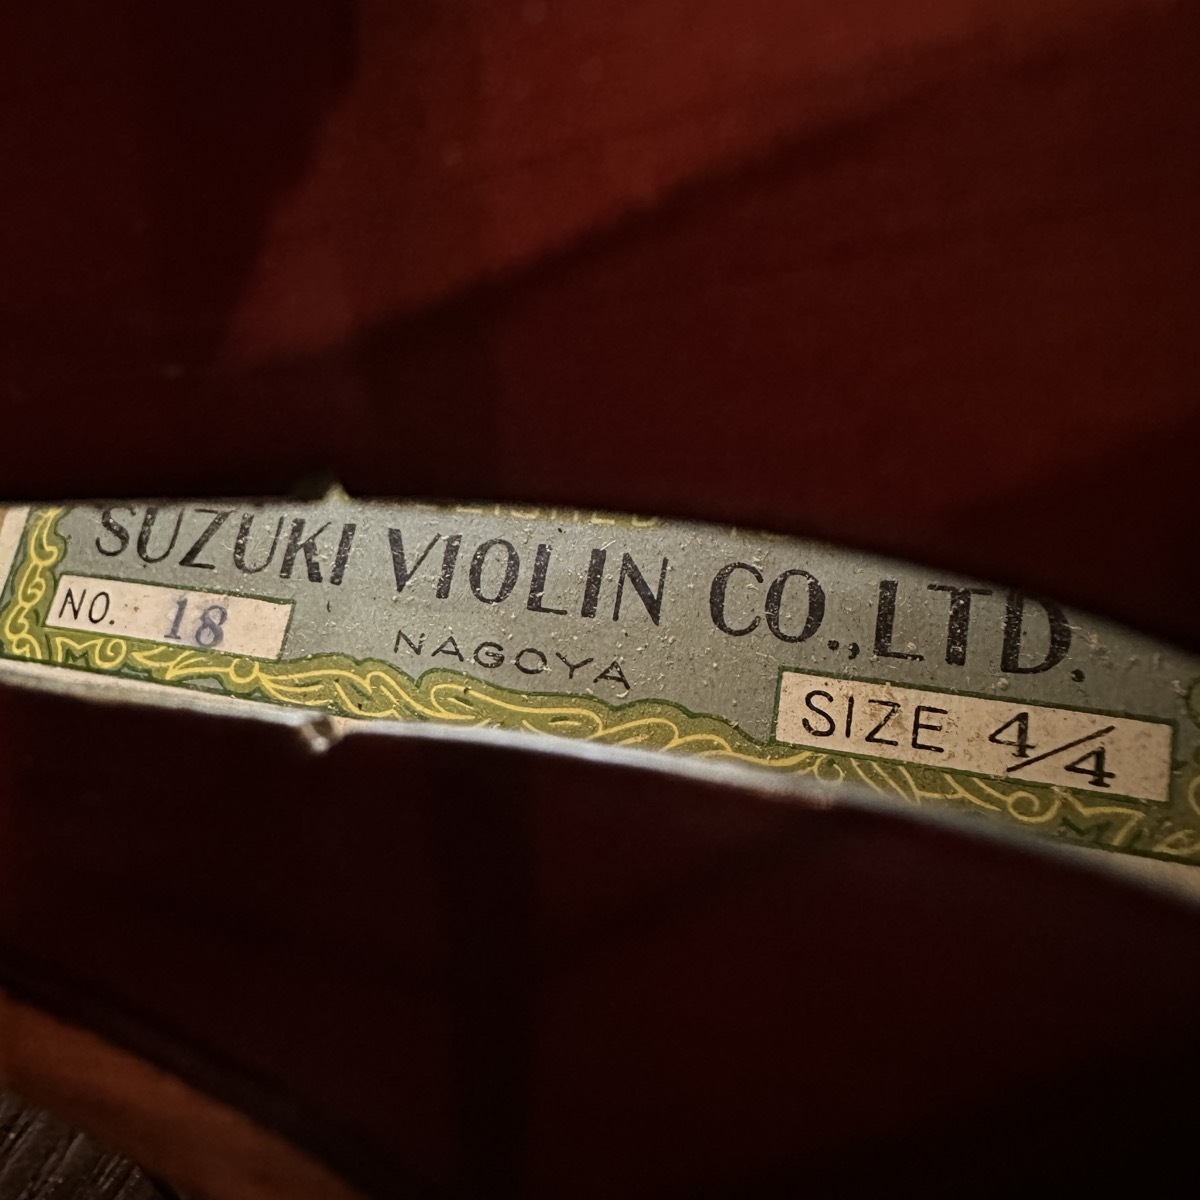 SUZUKI VIOLIN CO., LTD.
NO. 18
NAGOYA
SIZE 4/4